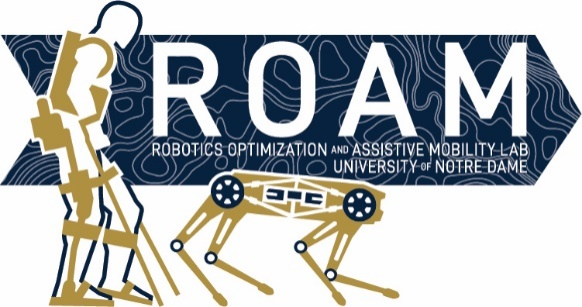 ROAM
ROBOTICS OPTIMIZATION AND ASSISTIVE MOBILITY LAB
UNIVERSITY OF NOTRE DAME